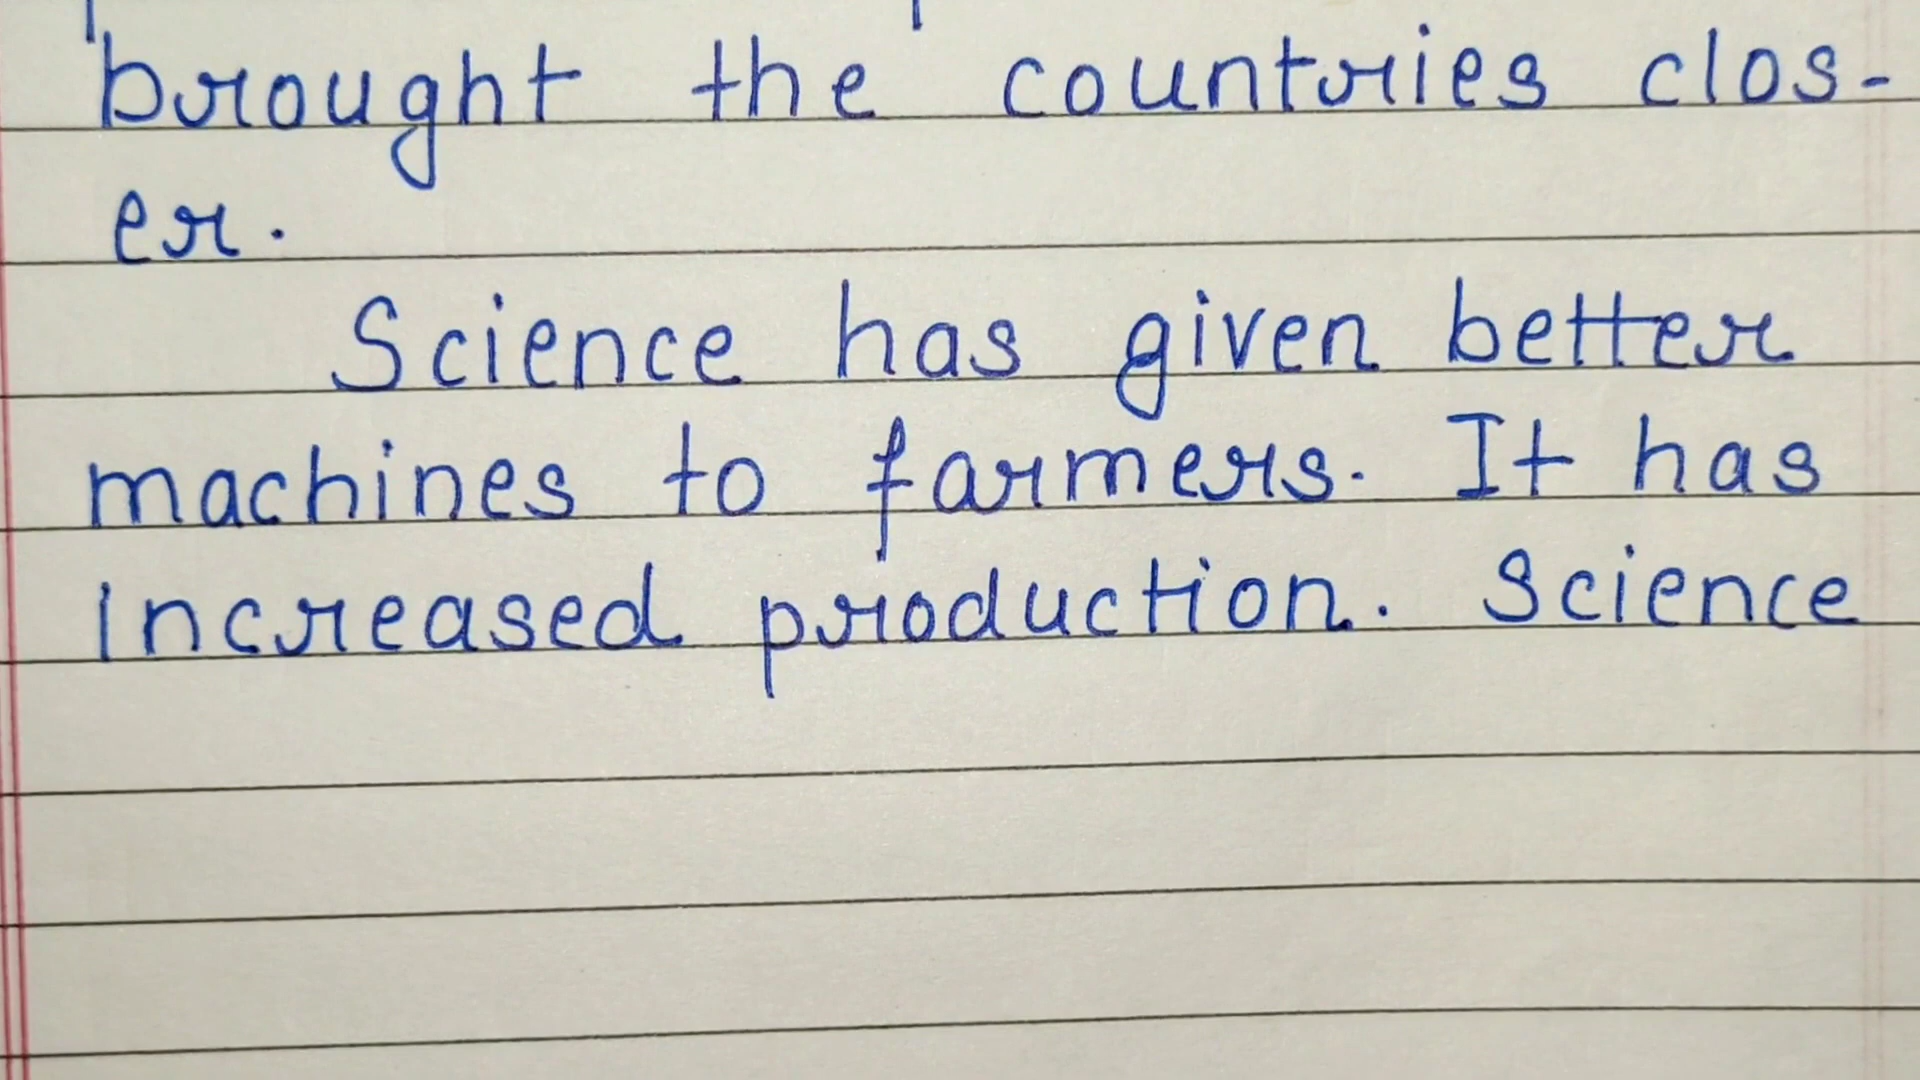 brought the countries clos-
er.
Science has given better
machines to farmers. It has
increased production. Science